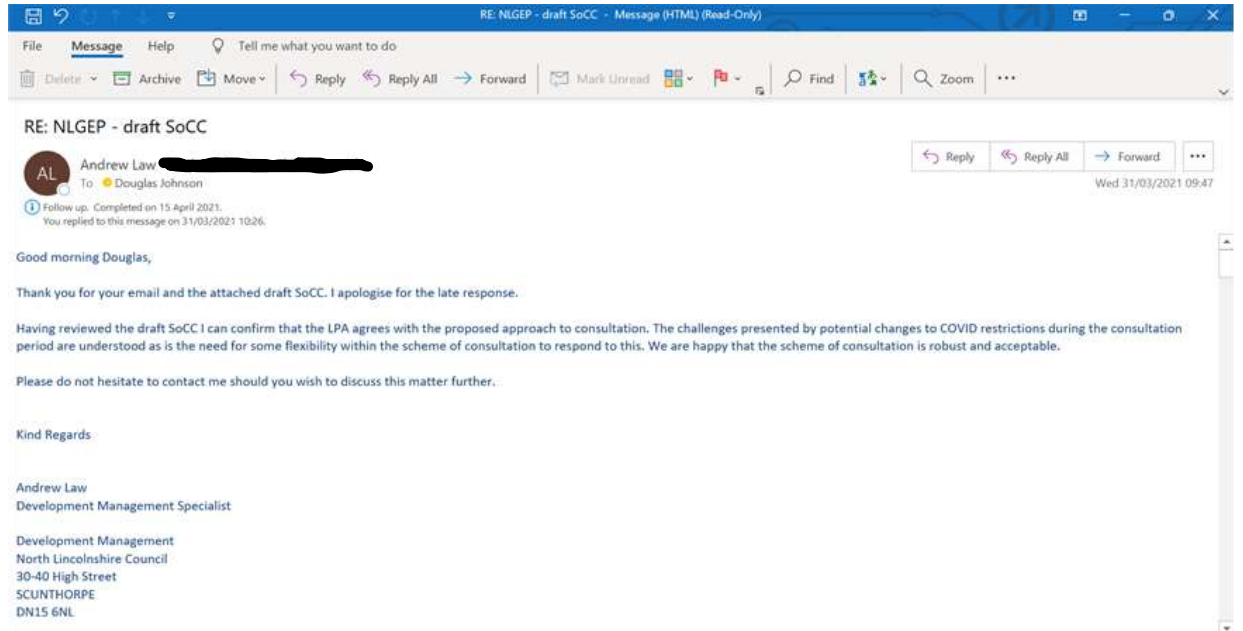 RE: NLGEP - draft SoCC - Message (HTML) (Read-Only)
File Message Help Tell me what you want to do
Delete Archive Move Reply Reply All Forward Mark Unread Find Zoom
RE: NLGEP - draft SoCC
Reply Reply All Forward
AL
Andrew Law
To Douglas Johnson
Wed 31/03/2021 09:47
Follow up. Completed on 15 April 2021.
You replied to this message on 31/03/2021 10:26.
Good morning Douglas,
Thank you for your email and the attached draft SoCC. I apologise for the late response.
Having reviewed the draft SoCC I can confirm that the LPA agrees with the proposed approach to consultation. The challenges presented by potential changes to COVID restrictions during the consultation
period are understood as is the need for some flexibility within the scheme of consultation to respond to this. We are happy that the scheme of consultation is robust and acceptable.
Please do not hesitate to contact me should you wish to discuss this matter further.
Kind Regards
Andrew Law
Development Management Specialist
Development Management
North Lincolnshire Council
30-40 High Street
SCUNTHORPE
DN15 6NL